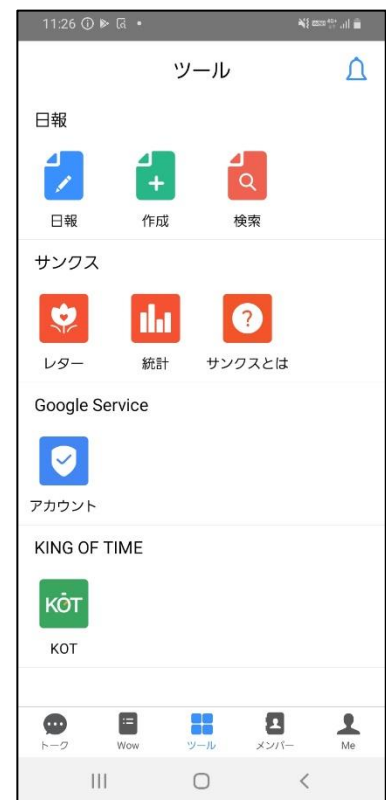 11:26
ツール
日報
日報 作成 検索
サンクス
レター 統計 サンクスとは
Google Service
アカウント
KING OF TIME
KOT
KOT
トーク Wow ツール メンバー Me